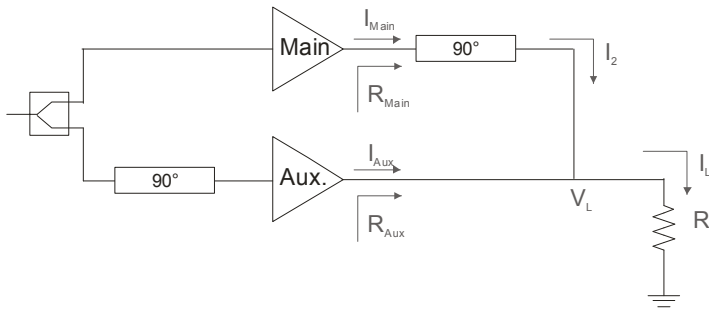 I_Main
Main
90°
I_2
R_Main
I_Aux
I_L
90°
Aux.
V_L
R
R_Aux